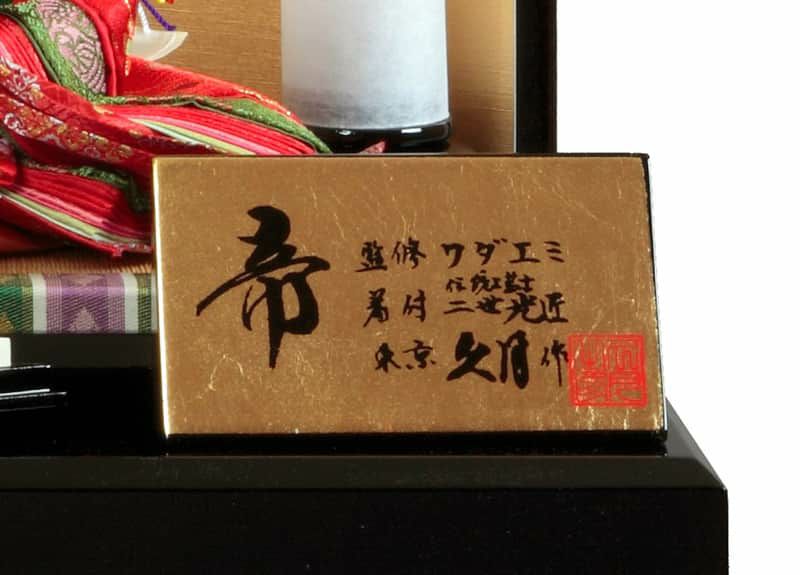 帝
監修 ワダエミ
伝統工芸士
着付 二世光匠
東京 久月作